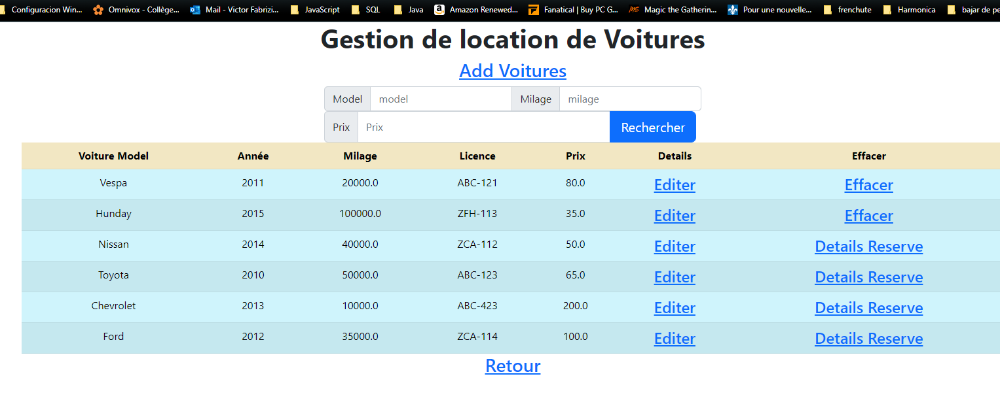 Configuracion Win... Omnivox - Collège... Mail - Victor Fabrizi... JavaScript SQL Java Amazon Renewed... Fanatical | Buy PC G... Magic the Gatherin... Pour une nouvelle... frenchute Harmonica bajar de pe
Gestion de location de Voitures
Add Voitures
Model model Milage milage
Prix Prix Rechercher
Voiture Model Année Milage Licence Prix Details Effacer
Vespa 2011 20000.0 ABC-121 80.0 Editer Effacer
Hunday 2015 100000.0 ZFH-113 35.0 Editer Effacer
Nissan 2014 40000.0 ZCA-112 50.0 Editer Details Reserve
Toyota 2010 50000.0 ABC-123 65.0 Editer Details Reserve
Chevrolet 2013 10000.0 ABC-423 200.0 Editer Details Reserve
Ford 2012 35000.0 ZCA-114 100.0 Editer Details Reserve
Retour